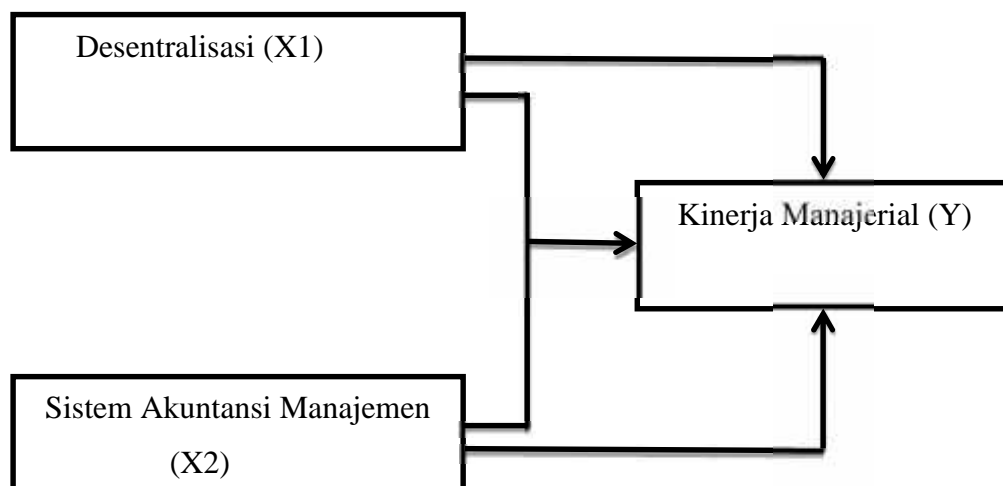 Desentralisasi (X1)
Kinerja Manajerial (Y)
Sistem Akuntansi Manajemen
(X2)